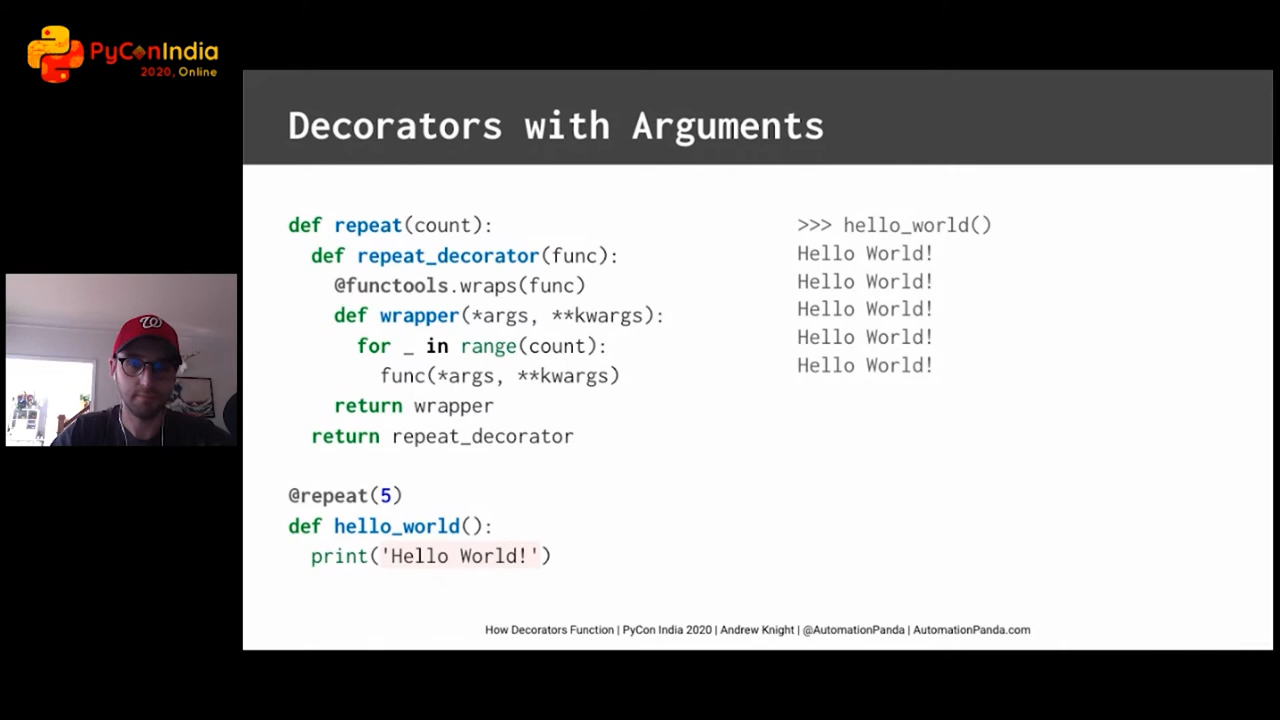 PyConIndia
2020, Online
Decorators with Arguments
def repeat(count):
  def repeat_decorator(func):
    @functools.wraps(func)
    def wrapper(*args, **kwargs):
      for _ in range(count):
        func(*args, **kwargs)
    return wrapper
  return repeat_decorator
@repeat(5)
def hello_world():
  print('Hello World!')
>>> hello_world()
Hello World!
Hello World!
Hello World!
Hello World!
Hello World!
How Decorators Function | PyCon India 2020 | Andrew Knight | @AutomationPanda | AutomationPanda.com
W